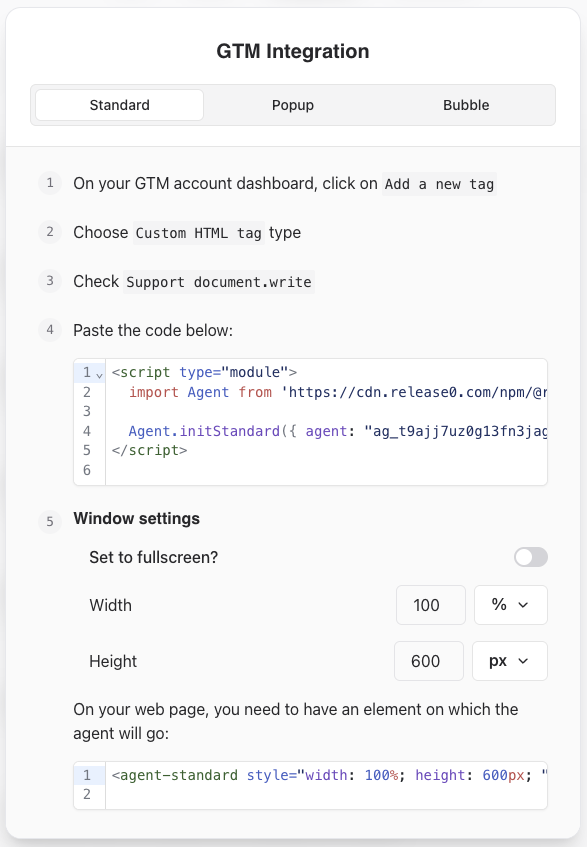 GTM Integration
Standard Popup Bubble
1 On your GTM account dashboard, click on Add a new tag
2 Choose Custom HTML tag type
3 Check Support document.write
4 Paste the code below:
1 <script type="module">
2 import Agent from 'https://cdn.release0.com/npm/@r
3
4 Agent.initStandard({ agent: "ag_t9ajj7uz0g13fn3jag
5 </script>
6
5 Window settings
Set to fullscreen?
Width 100 %
Height 600 px
On your web page, you need to have an element on which the
agent will go:
1 <agent-standard style="width: 100%; height: 600px; "
2